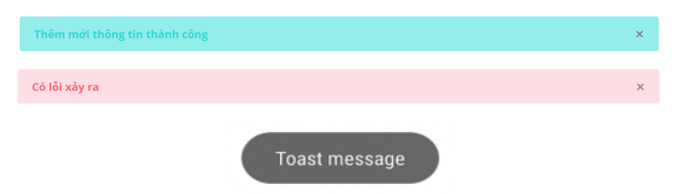 Thêm mới thông tin thành công ×
Có lỗi xảy ra ×
Toast message